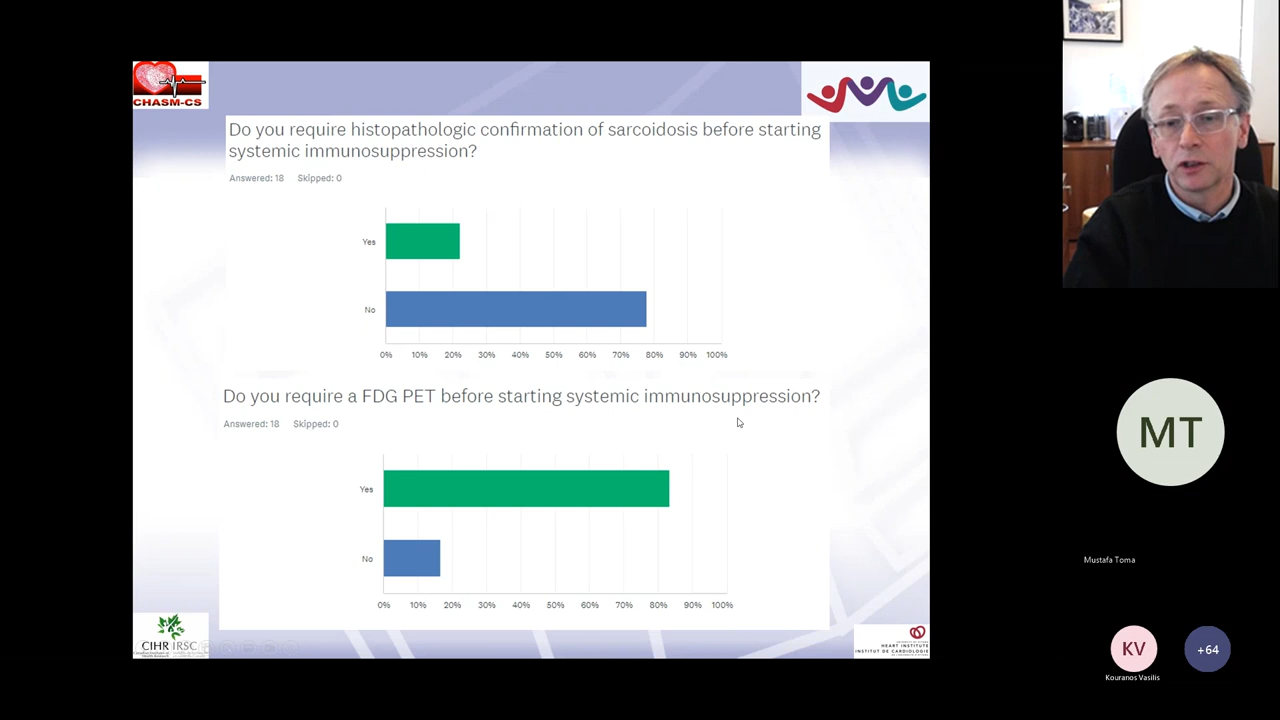 CHASM-CS
Do you require histopathologic confirmation of sarcoidosis before starting
systemic immunosuppression?
Answered: 18 Skipped: 0
Yes
No
0% 10% 20% 30% 40% 50% 60% 70% 80% 90% 100%
Do you require a FDG PET before starting systemic immunosuppression?
Answered: 18 Skipped: 0
Yes
No
0% 10% 20% 30% 40% 50% 60% 70% 80% 90% 100%
CIHR IRSC
HEART INSTITUTE
INSTITUT DE CARDIOLOGIE
MT
Mustafa Toma
KV
+64
Kouranos Vasilis